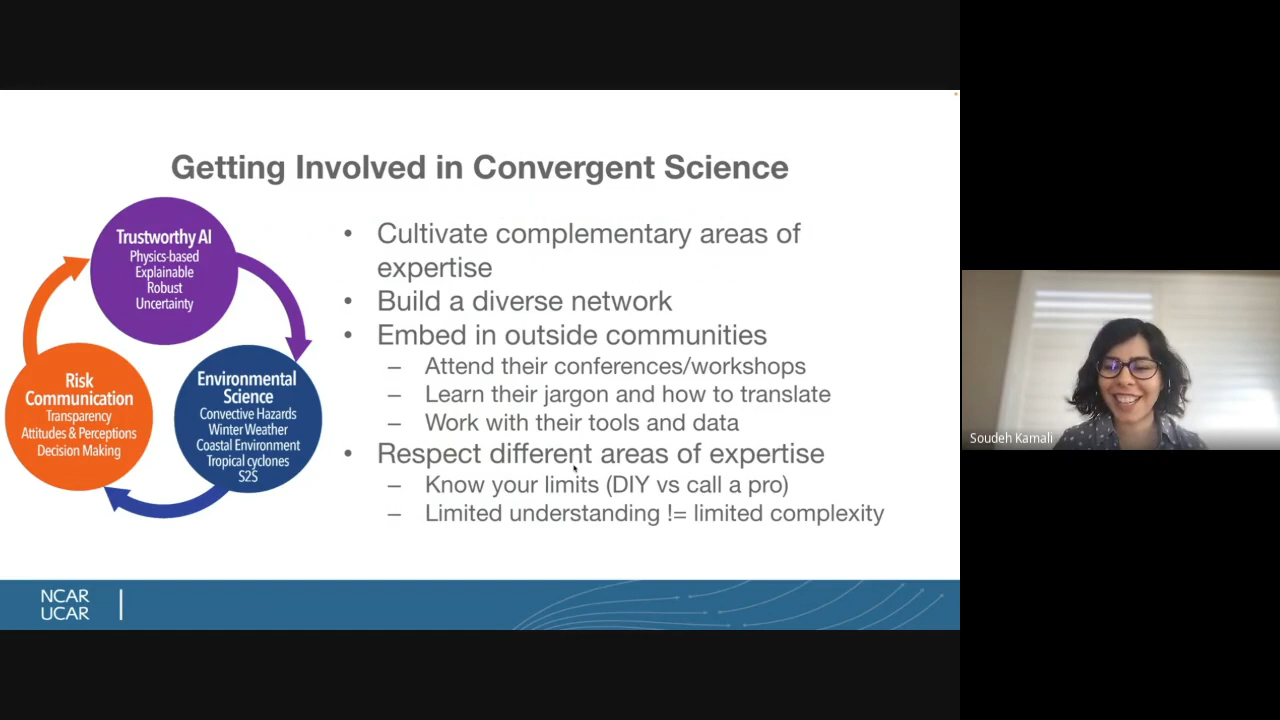 Getting Involved in Convergent Science
Trustworthy AI
Physics-based
Explainable
Robust
Uncertainty
Risk
Communication
Transparency
Attitudes & Perceptions
Decision Making
Environmental
Science
Convective Hazards
Winter Weather
Coastal Environment
Tropical cyclones
S2S
• Cultivate complementary areas of
expertise
• Build a diverse network
• Embed in outside communities
– Attend their conferences/workshops
– Learn their jargon and how to translate
– Work with their tools and data
• Respect different areas of expertise
– Know your limits (DIY vs call a pro)
– Limited understanding != limited complexity
NCAR
UCAR
Soudeh Kamali